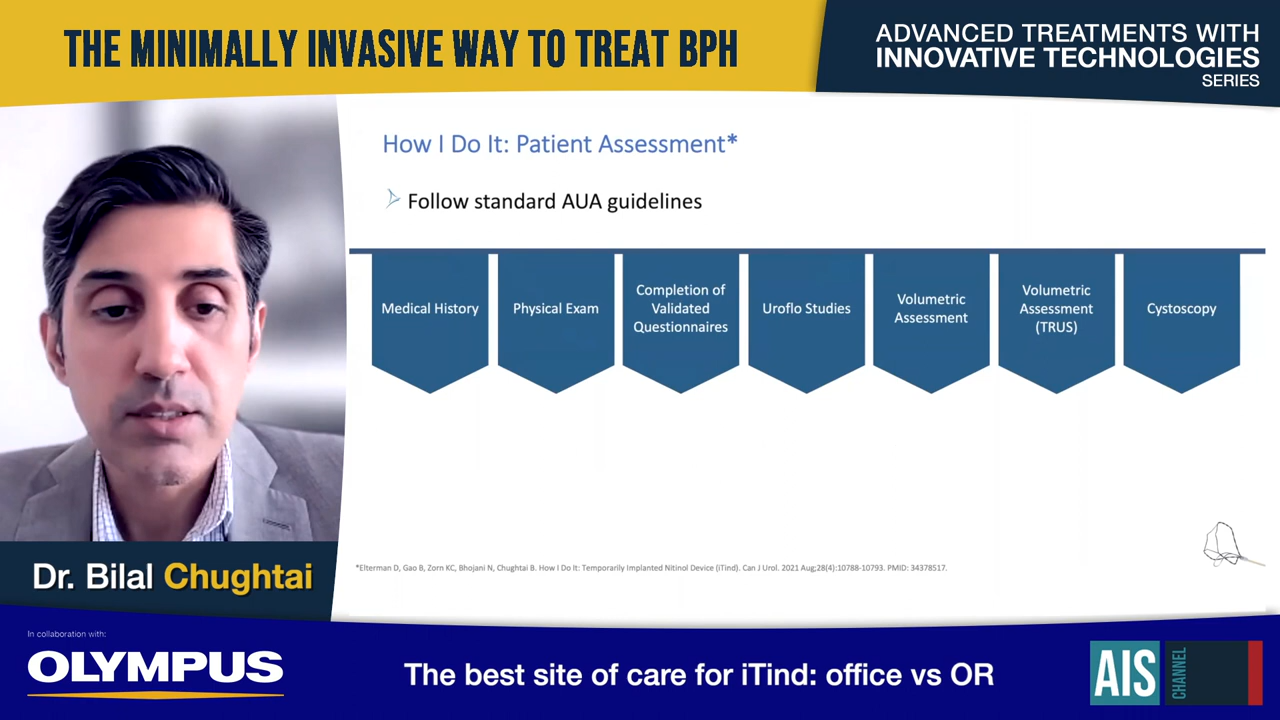 THE MINIMALLY INVASIVE WAY TO TREAT BPH
ADVANCED TREATMENTS WITH
INNOVATIVE TECHNOLOGIES
SERIES
How I Do It: Patient Assessment*
Follow standard AUA guidelines
Medical History
Physical Exam
Completion of
Validated
Questionnaires
Uroflo Studies
Volumetric
Assessment
Volumetric
Assessment
(TRUS)
Cystoscopy
*Elterman D, Gao B, Zorn KC, Bhojani N, Chughtai B. How I Do It: Temporarily Implanted Nitinol Device (iTind). Can J Urol. 2021 Aug;28(4):10788-10793. PMID: 34378517.
Dr. Bilal Chughtai
In collaboration with:
OLYMPUS
The best site of care for iTind: office vs OR
AIS
CHANNEL